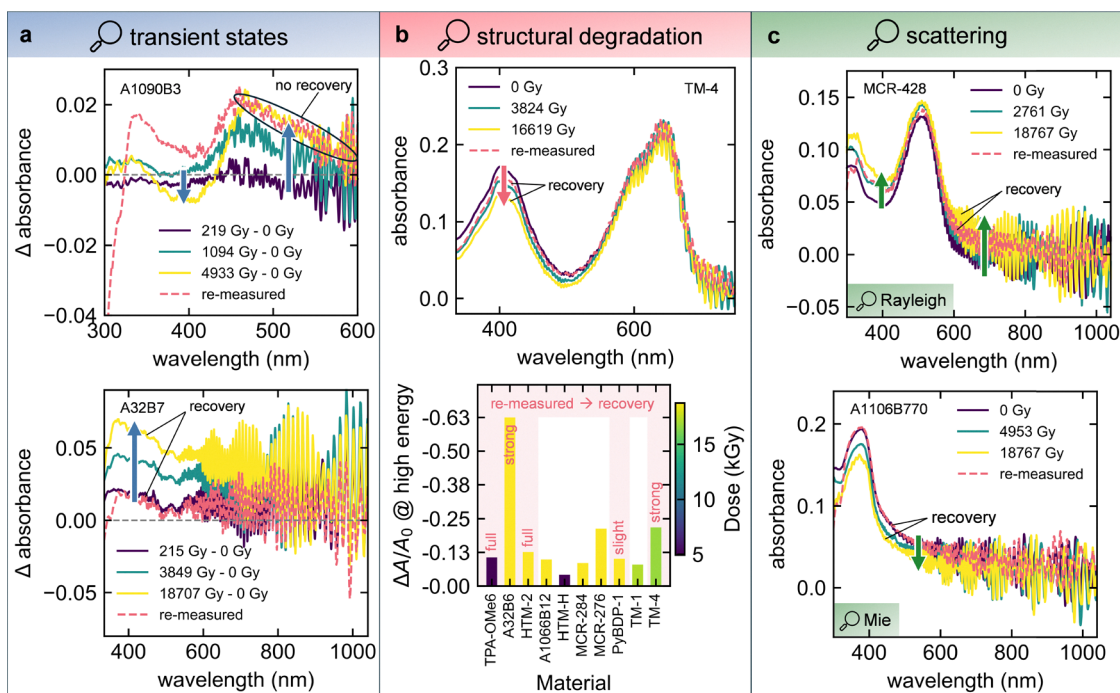 a transient states
A1090B3
no recovery
0.02
0.00
−0.02
−0.04
Δ absorbance
219 Gy - 0 Gy
1094 Gy - 0 Gy
4933 Gy - 0 Gy
re-measured
300 400 500 600
wavelength (nm)
A32B7
recovery
0.05
0.00
−0.05
Δ absorbance
215 Gy - 0 Gy
3849 Gy - 0 Gy
18707 Gy - 0 Gy
re-measured
400 600 800 1000
wavelength (nm)
b structural degradation
0.3
0.2
0.1
0.0
absorbance
0 Gy
3824 Gy
16619 Gy
re-measured
TM-4
recovery
400 600
wavelength (nm)
re-measured → recovery
-0.63
-0.50
-0.38
-0.25
-0.13
-0.00
ΔA/A0 @ high energy
full
strong
full
slight
strong
TPA-OMe6
A32B6
HTM-2
A1066B12
HTM-H
MCR-284
MCR-276
PyBDP-1
TM-1
TM-4
Material
15
10
5
Dose (kGy)
c scattering
MCR-428
0.15
0.10
0.05
0.00
−0.05
absorbance
0 Gy
2761 Gy
18767 Gy
re-measured
recovery
Rayleigh
400 600 800 1000
wavelength (nm)
A1106B770
0.2
0.1
0.0
absorbance
0 Gy
4953 Gy
18767 Gy
re-measured
recovery
Mie
400 600 800 1000
wavelength (nm)